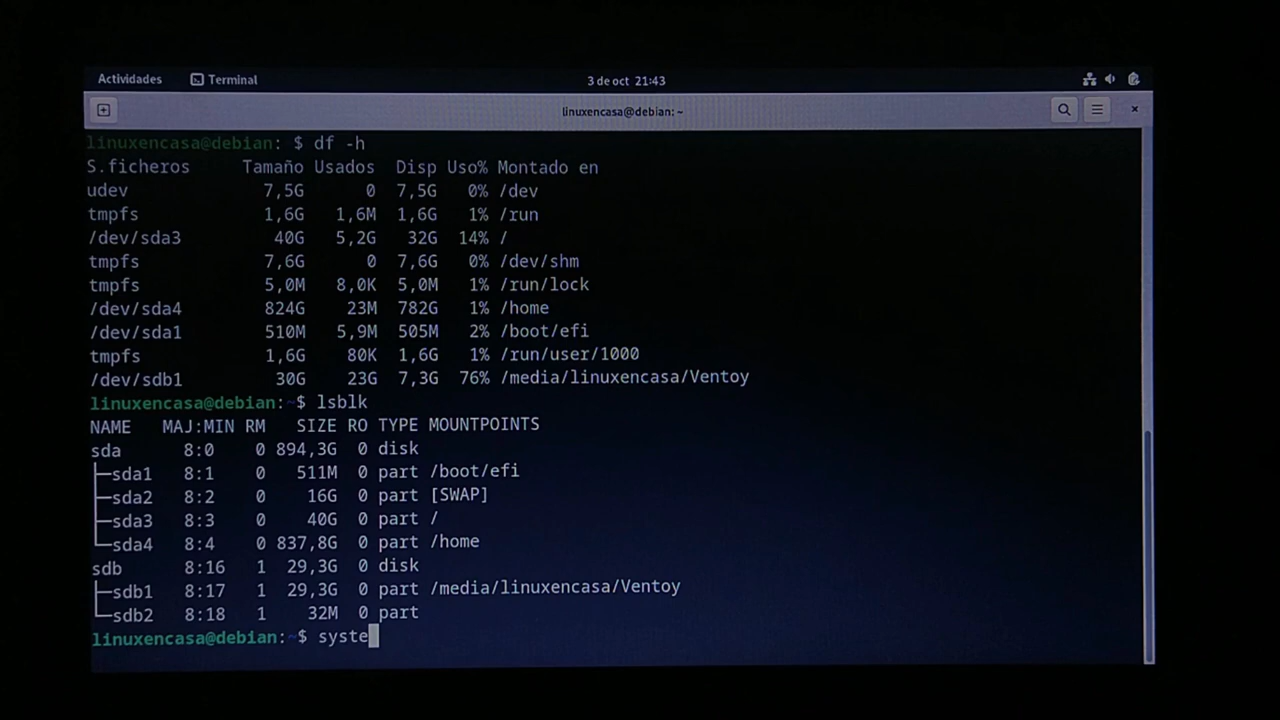 Actividades Terminal 3 de oct 21:43
linuxencasa@debian: ~
linuxencasa@debian: $ df -h
S.ficheros Tamaño Usados Disp Uso% Montado en
udev 7,5G 0 7,5G 0% /dev
tmpfs 1,6G 1,6M 1,6G 1% /run
/dev/sda3 40G 5,2G 32G 14% /
tmpfs 7,6G 0 7,6G 0% /dev/shm
tmpfs 5,0M 8,0K 5,0M 1% /run/lock
/dev/sda4 824G 23M 782G 1% /home
/dev/sda1 510M 5,9M 505M 2% /boot/efi
tmpfs 1,6G 80K 1,6G 1% /run/user/1000
/dev/sdb1 30G 23G 7,3G 76% /media/linuxencasa/Ventoy
linuxencasa@debian:~$ lsblk
NAME MAJ:MIN RM SIZE RO TYPE MOUNTPOINTS
sda 8:0 0 894,3G 0 disk
├─sda1 8:1 0 511M 0 part /boot/efi
├─sda2 8:2 0 16G 0 part [SWAP]
├─sda3 8:3 0 40G 0 part /
└─sda4 8:4 0 837,8G 0 part /home
sdb 8:16 1 29,3G 0 disk
├─sdb1 8:17 1 29,3G 0 part /media/linuxencasa/Ventoy
└─sdb2 8:18 1 32M 0 part
linuxencasa@debian:~$ syste